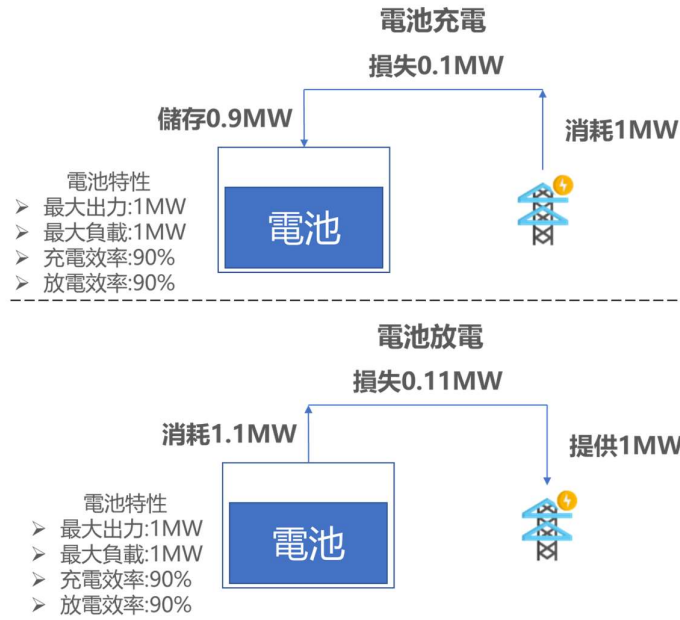 電池充電
損失0.1MW
儲存0.9MW
消耗1MW
電池特性
➢ 最大出力:1MW
➢ 最大負載:1MW
➢ 充電效率:90%
➢ 放電效率:90%
電池
電池放電
損失0.11MW
消耗1.1MW
提供1MW
電池特性
➢ 最大出力:1MW
➢ 最大負載:1MW
➢ 充電效率:90%
➢ 放電效率:90%
電池